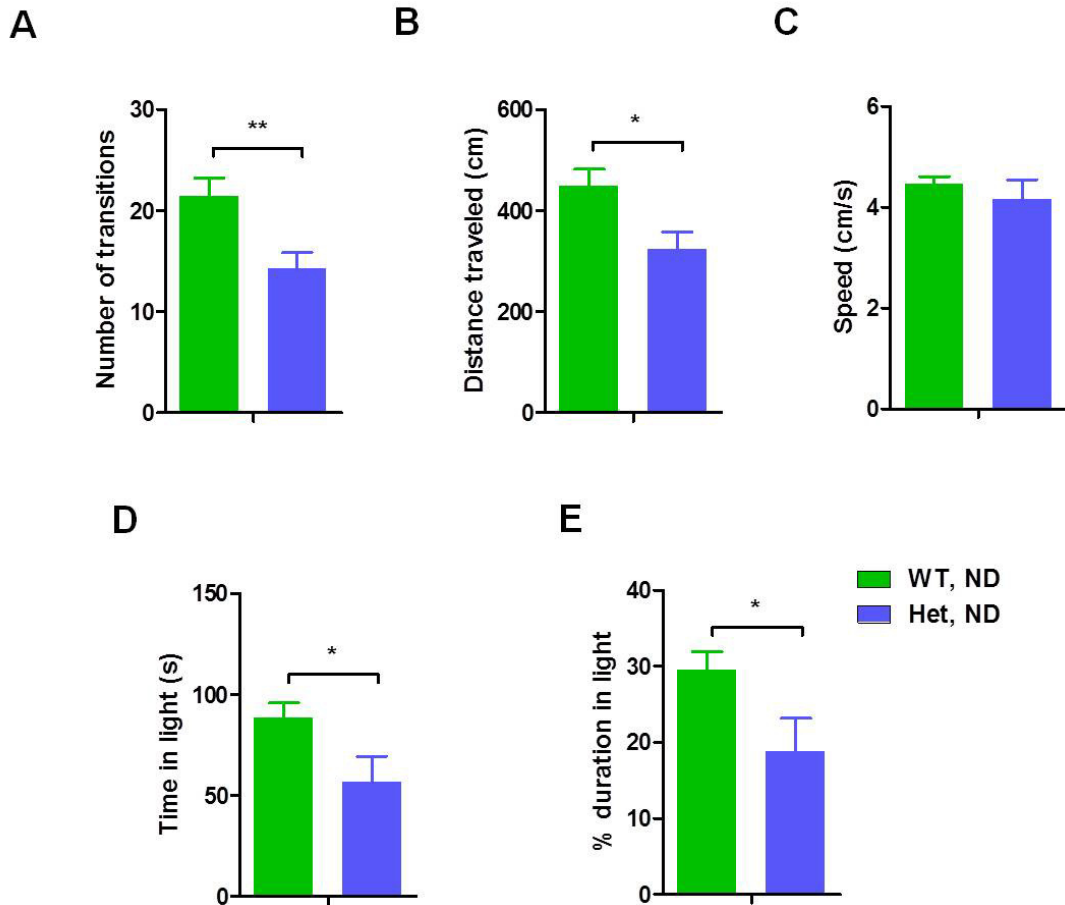 A
Number of transitions
30
20
10
0
**
B
Distance traveled (cm)
600
400
200
0
*
C
Speed (cm/s)
6
4
2
0
D
Time in light (s)
150
100
50
0
*
E
% duration in light
40
30
20
10
0
*
WT, ND
Het, ND